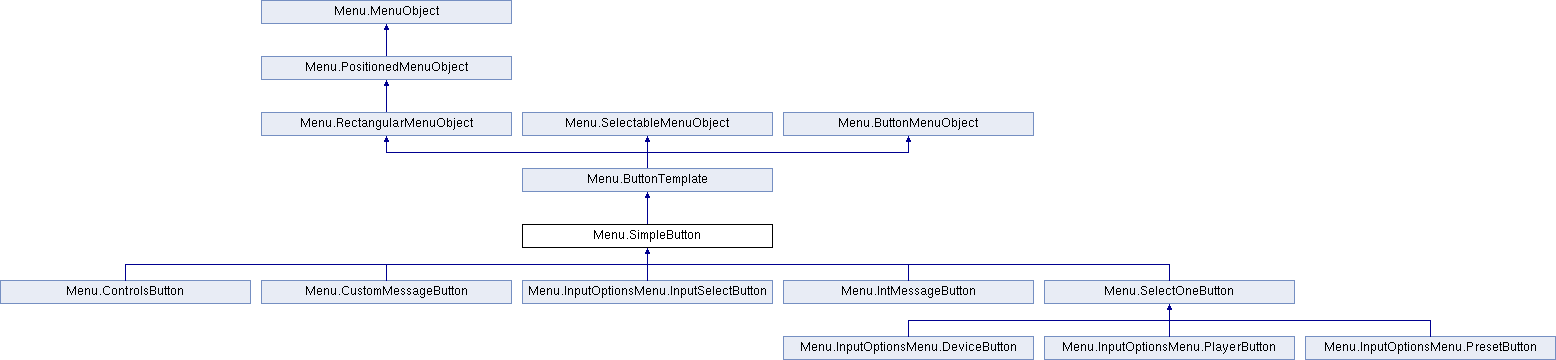 Menu.MenuObject
Menu.PositionedMenuObject
Menu.RectangularMenuObject
Menu.SelectableMenuObject
Menu.ButtonMenuObject
Menu.ButtonTemplate
Menu.SimpleButton
Menu.ControlsButton
Menu.CustomMessageButton
Menu.InputOptionsMenu.InputSelectButton
Menu.IntMessageButton
Menu.SelectOneButton
Menu.InputOptionsMenu.DeviceButton
Menu.InputOptionsMenu.PlayerButton
Menu.InputOptionsMenu.PresetButton